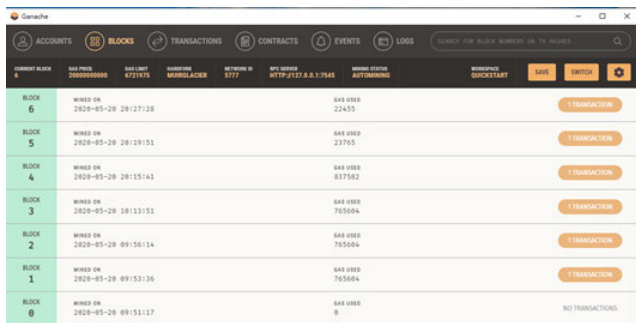 Ganache
ACCOUNTS BLOCKS TRANSACTIONS CONTRACTS EVENTS LOGS SEARCH FOR BLOCK NUMBERS OR TX HASHES
CURRENT BLOCK GAS PRICE GAS LIMIT HARDFORK NETWORK ID RPC SERVER MINING STATUS WORKSPACE
6 20000000000 6721975 MUIRGLACIER 5777 HTTP://127.0.0.1:7545 AUTOMINING QUICKSTART SAVE SWITCH
BLOCK MINED ON GAS USED
6 2020-05-20 20:27:28 22455 1 TRANSACTION
BLOCK MINED ON GAS USED
5 2020-05-20 20:19:51 23765 1 TRANSACTION
BLOCK MINED ON GAS USED
4 2020-05-20 20:15:41 837582 1 TRANSACTION
BLOCK MINED ON GAS USED
3 2020-05-20 10:13:51 765604 1 TRANSACTION
BLOCK MINED ON GAS USED
2 2020-05-20 09:56:14 765604 1 TRANSACTION
BLOCK MINED ON GAS USED
1 2020-05-20 09:53:36 765604 1 TRANSACTION
BLOCK MINED ON GAS USED
0 2020-05-20 09:51:17 0 NO TRANSACTIONS